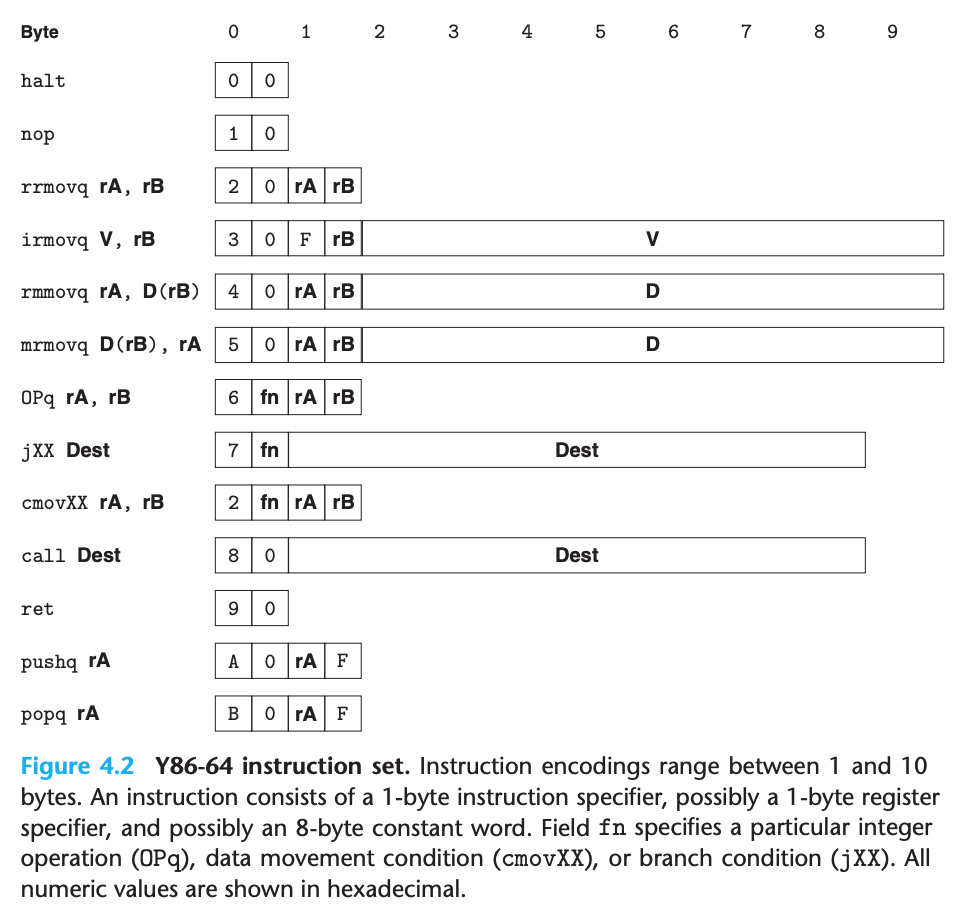 Byte 0 1 2 3 4 5 6 7 8 9
halt 0 0
nop 1 0
rrmovq rA, rB 2 0 rA rB
irmovq V, rB 3 0 F rB V
rmmovq rA, D(rB) 4 0 rA rB D
mrmovq D(rB), rA 5 0 rA rB D
OPq rA, rB 6 fn rA rB
jXX Dest 7 fn Dest
cmovXX rA, rB 2 fn rA rB
call Dest 8 0 Dest
ret 9 0
pushq rA A 0 rA F
popq rA B 0 rA F
Figure 4.2 Y86-64 instruction set. Instruction encodings range between 1 and 10
bytes. An instruction consists of a 1-byte instruction specifier, possibly a 1-byte register
specifier, and possibly an 8-byte constant word. Field fn specifies a particular integer
operation (OPq), data movement condition (cmovXX), or branch condition (jXX). All
numeric values are shown in hexadecimal.